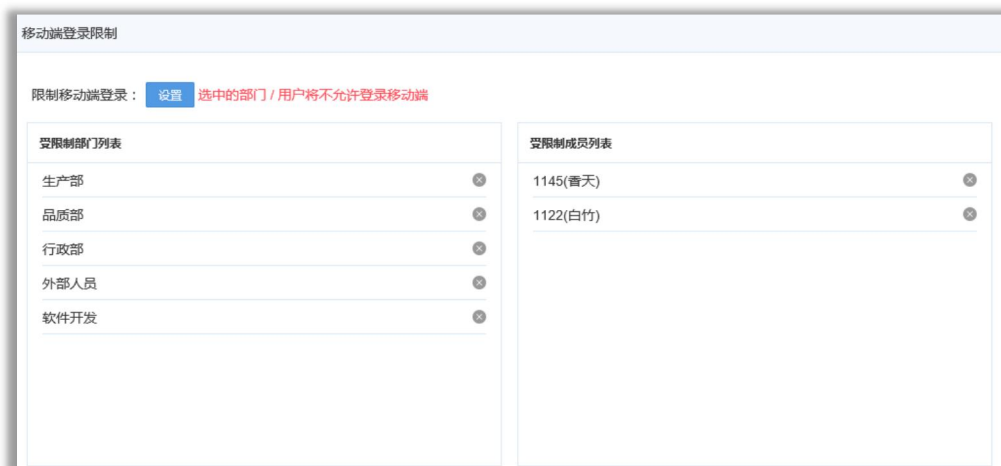 移动端登录限制
限制移动端登录： 设置 选中的部门 / 用户将不允许登录移动端
受限制部门列表
生产部
品质部
行政部
外部人员
软件开发
受限制成员列表
1145(香天)
1122(白竹)